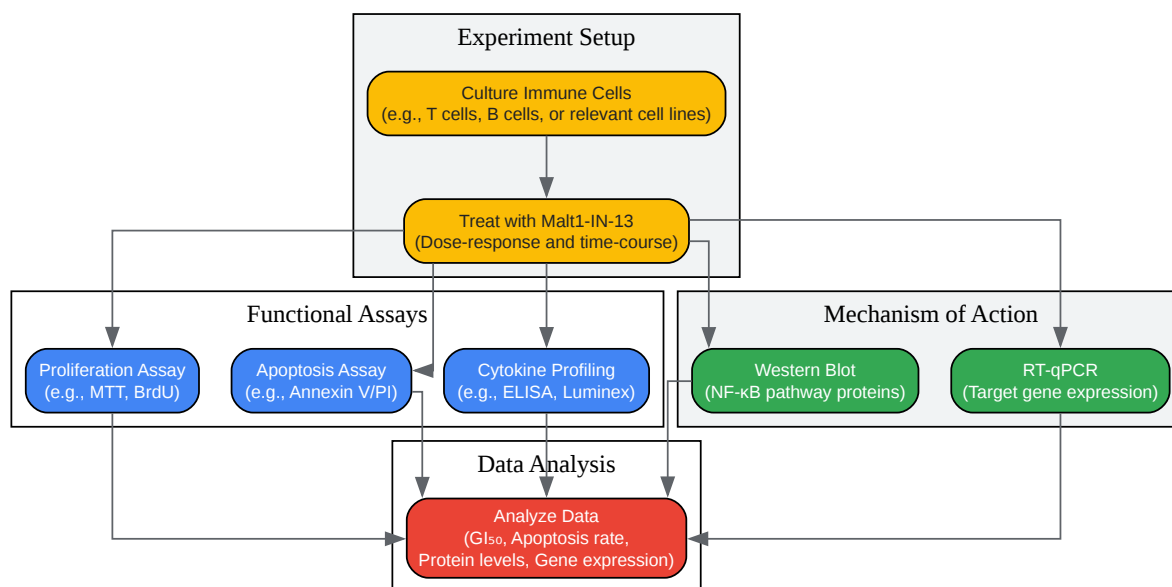 Experiment Setup
Culture Immune Cells
(e.g., T cells, B cells, or relevant cell lines)
Treat with Malt1-IN-13
(Dose-response and time-course)
Functional Assays
Proliferation Assay
(e.g., MTT, BrdU)
Apoptosis Assay
(e.g., Annexin V/PI)
Cytokine Profiling
(e.g., ELISA, Luminex)
Mechanism of Action
Western Blot
(NF-κB pathway proteins)
RT-qPCR
(Target gene expression)
Data Analysis
Analyze Data
(GI₅₀, Apoptosis rate,
Protein levels, Gene expression)